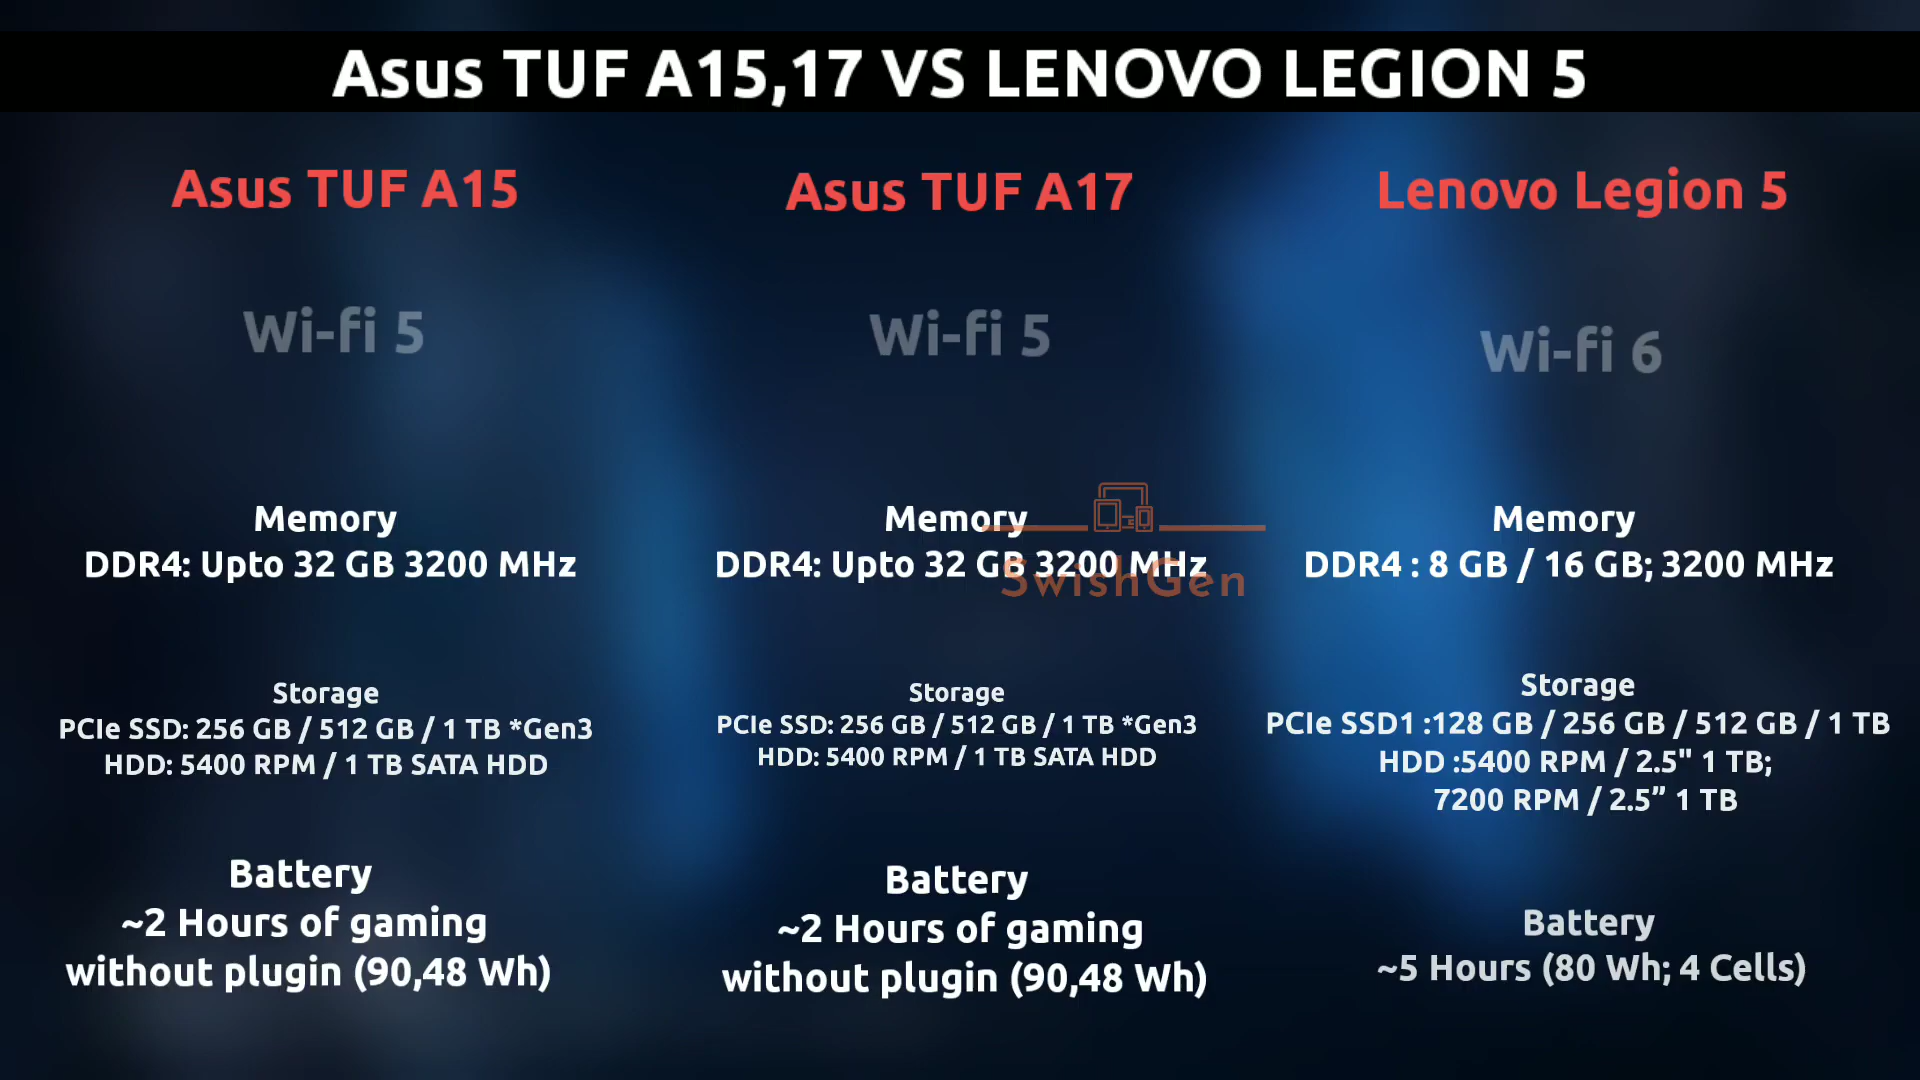 Asus TUF A15,17 VS LENOVO LEGION 5
Asus TUF A15
Wi-fi 5
Memory
DDR4: Upto 32 GB 3200 MHz
Storage
PCIe SSD: 256 GB / 512 GB / 1 TB *Gen3
HDD: 5400 RPM / 1 TB SATA HDD
Battery
~2 Hours of gaming
without plugin (90,48 Wh)
Asus TUF A17
Wi-fi 5
Memory
DDR4: Upto 32 GB 3200 MHz
SwishGen
Storage
PCIe SSD: 256 GB / 512 GB / 1 TB *Gen3
HDD: 5400 RPM / 1 TB SATA HDD
Battery
~2 Hours of gaming
without plugin (90,48 Wh)
Lenovo Legion 5
Wi-fi 6
Memory
DDR4 : 8 GB / 16 GB; 3200 MHz
Storage
PCIe SSD1 :128 GB / 256 GB / 512 GB / 1 TB
HDD :5400 RPM / 2.5" 1 TB;
7200 RPM / 2.5” 1 TB
Battery
~5 Hours (80 Wh; 4 Cells)